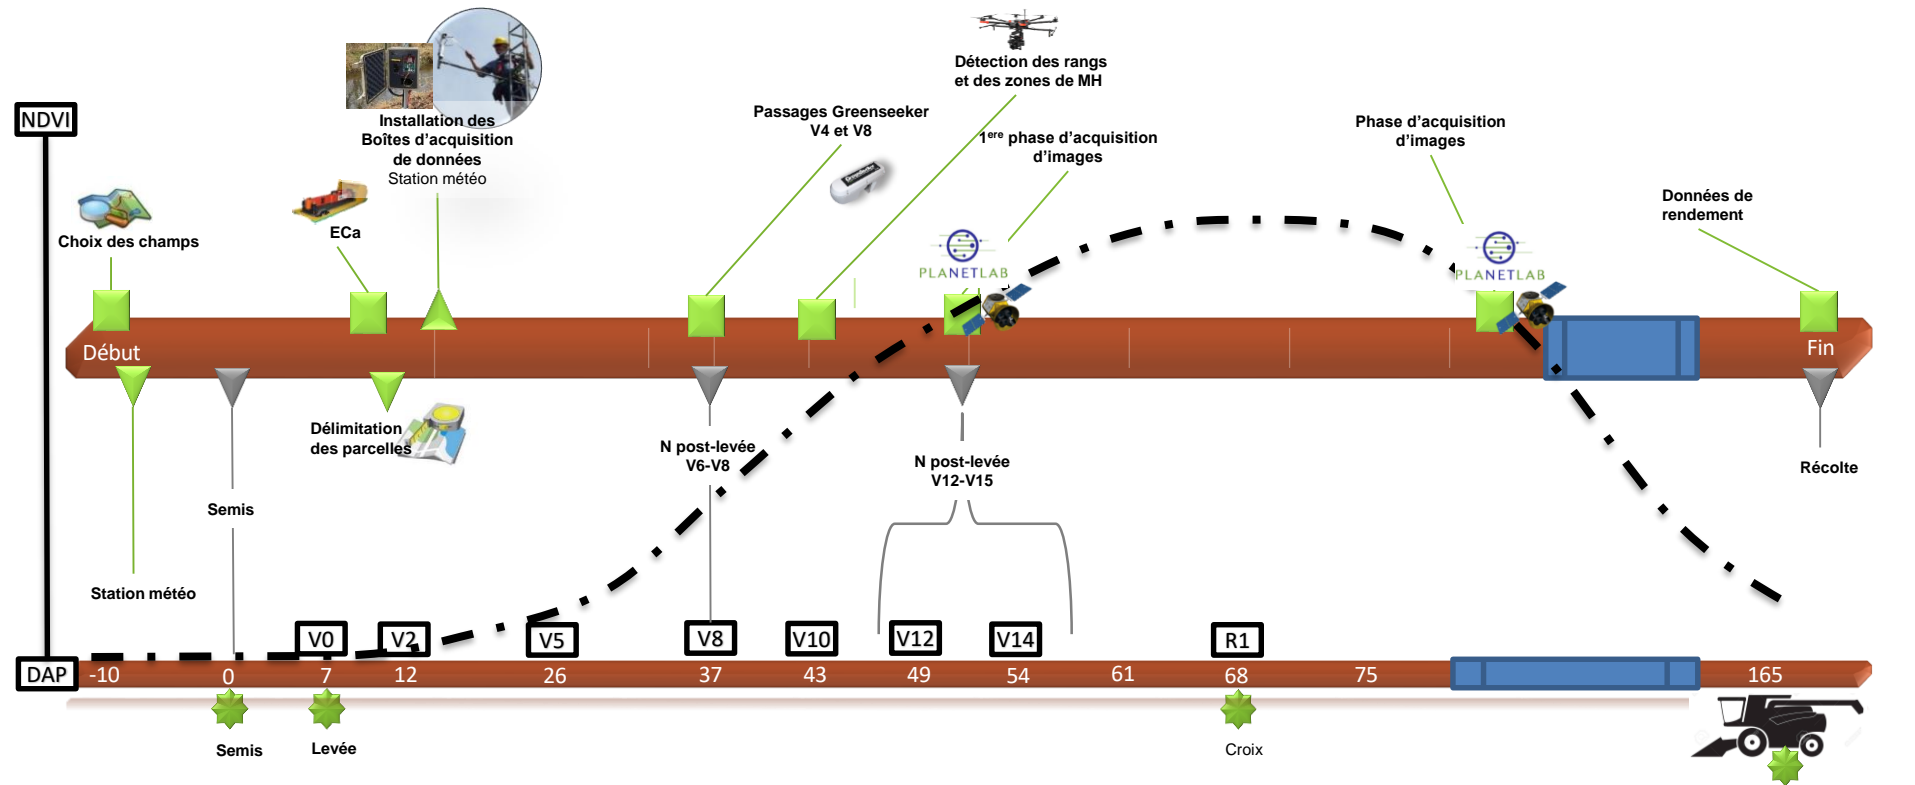 Détection des rangs
et des zones de MH
NDVI
Installation des
Boîtes d'acquisition
de données
Station météo
Passages Greenseeker
V4 et V8
1ere phase d'acquisition
d'images
Phase d'acquisition
d'images
Données de
rendement
Choix des champs
ECa
PLANETLAB
PLANETLAB
Début
Fin
Délimitation
des parcelles
N post-levée
V6-V8
N post-levée
V12-V15
Récolte
Semis
Station météo
V0
V2
V5
V8
V10
V12
V14
R1
DAP
-10
0
7
12
26
37
43
49
54
61
68
75
165
Semis
Levée
Croix